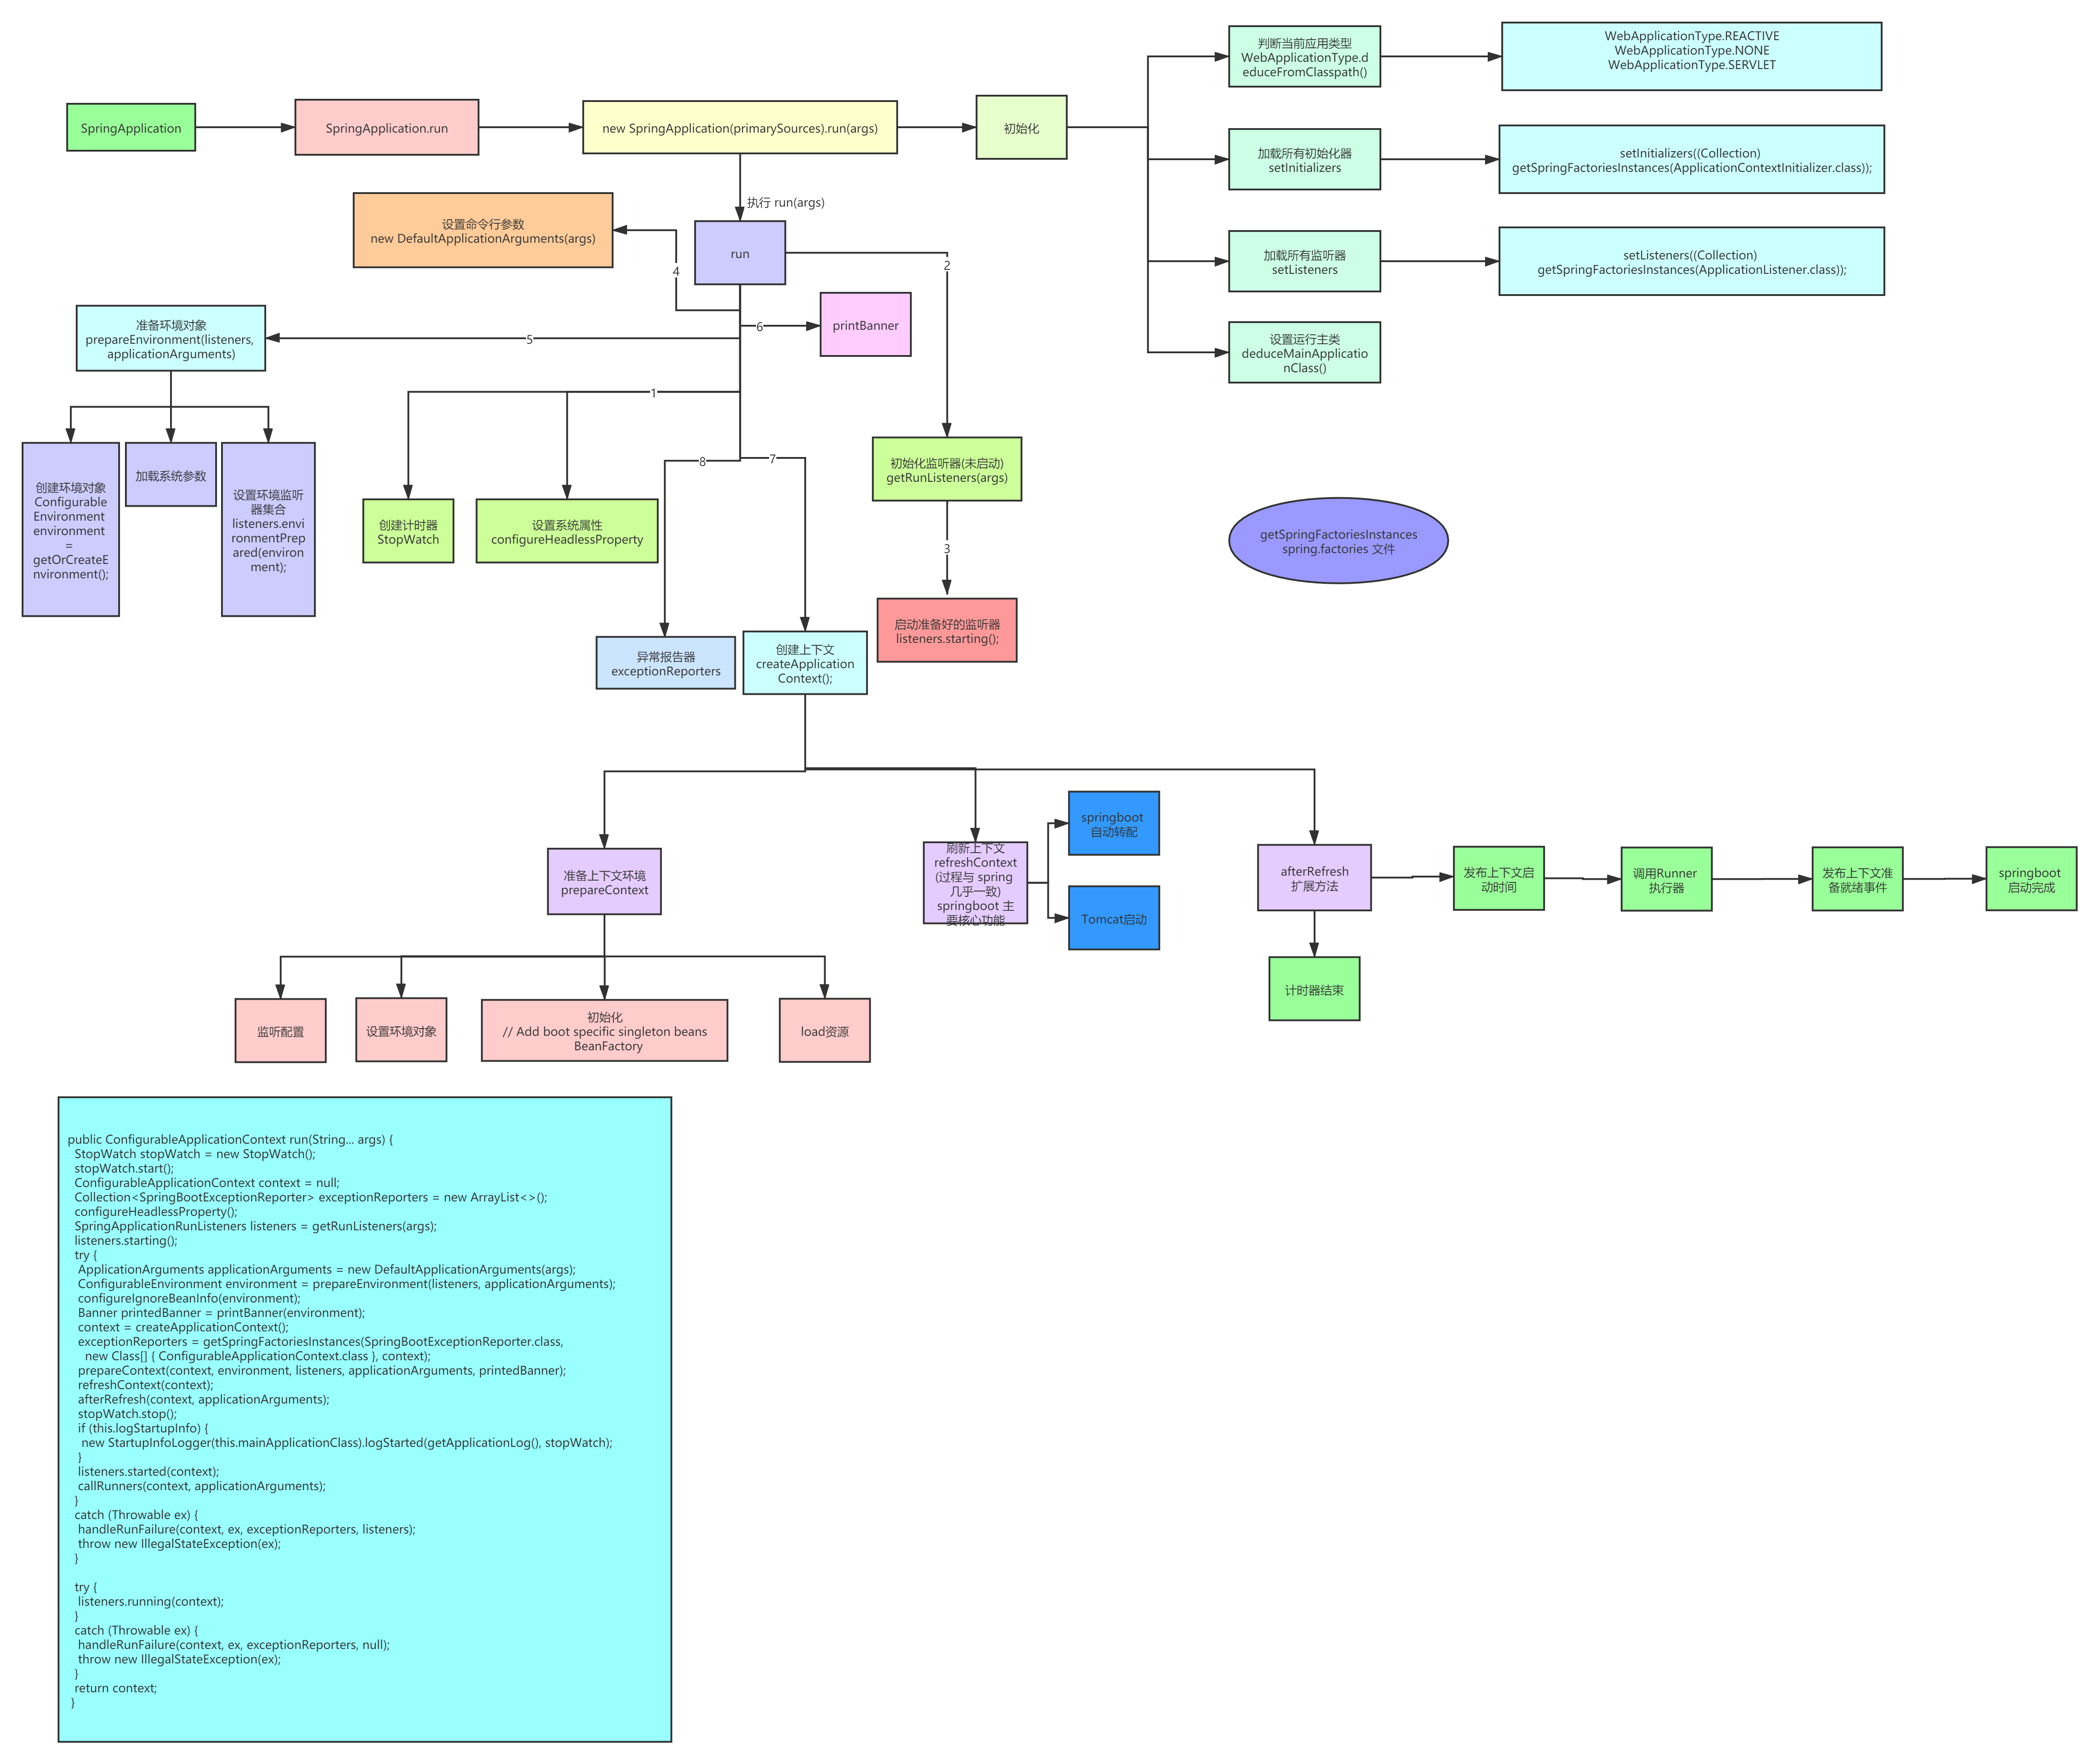 SpringApplication
SpringApplication.run
new SpringApplication(primarySources).run(args)
初始化
判断当前应用类型
WebApplicationType.d
educeFromClasspath()
WebApplicationType.REACTIVE
WebApplicationType.NONE
WebApplicationType.SERVLET
加载所有初始化器
setInitializers
setInitializers((Collection)
getSpringFactoriesInstances(ApplicationContextInitializer.class));
加载所有监听器
setListeners
setListeners((Collection)
getSpringFactoriesInstances(ApplicationListener.class));
设置运行主类
deduceMainApplicatio
nClass()
执行 run(args)
run
设置命令行参数
new DefaultApplicationArguments(args)
4
2
6
printBanner
5
准备环境对象
prepareEnvironment(listeners,
applicationArguments)
创建环境对象
Configurable
Environment
environment
=
getOrCreateE
nvironment();
加载系统参数
设置环境监听
器集合
listeners.envi
ronmentPrep
ared(environ
ment);
1
创建计时器
StopWatch
设置系统属性
configureHeadlessProperty
8
7
初始化监听器(未启动)
getRunListeners(args)
3
启动准备好的监听器
listeners.starting();
getSpringFactoriesInstances
spring.factories 文件
异常报告器
exceptionReporters
创建上下文
createApplication
Context();
准备上下文环境
prepareContext
刷新上下文
refreshContext
(过程与 spring
几乎一致)
springboot 主
要核心功能
springboot
自动转配
Tomcat启动
afterRefresh
扩展方法
发布上下文启
动时间
调用Runner
执行器
发布上下文准
备就绪事件
springboot
启动完成
计时器结束
监听配置
设置环境对象
初始化
// Add boot specific singleton beans
BeanFactory
load资源
public ConfigurableApplicationContext run(String... args) {
StopWatch stopWatch = new StopWatch();
stopWatch.start();
ConfigurableApplicationContext context = null;
Collection<SpringBootExceptionReporter> exceptionReporters = new ArrayList<>();
configureHeadlessProperty();
SpringApplicationRunListeners listeners = getRunListeners(args);
listeners.starting();
try {
ApplicationArguments applicationArguments = new DefaultApplicationArguments(args);
ConfigurableEnvironment environment = prepareEnvironment(listeners, applicationArguments);
configureIgnoreBeanInfo(environment);
Banner printedBanner = printBanner(environment);
context = createApplicationContext();
exceptionReporters = getSpringFactoriesInstances(SpringBootExceptionReporter.class,
new Class[] { ConfigurableApplicationContext.class }, context);
prepareContext(context, environment, listeners, applicationArguments, printedBanner);
refreshContext(context);
afterRefresh(context, applicationArguments);
stopWatch.stop();
if (this.logStartupInfo) {
new StartupInfoLogger(this.mainApplicationClass).logStarted(getApplicationLog(), stopWatch);
}
listeners.started(context);
callRunners(context, applicationArguments);
}
catch (Throwable ex) {
handleRunFailure(context, ex, exceptionReporters, listeners);
throw new IllegalStateException(ex);
}
try {
listeners.running(context);
}
catch (Throwable ex) {
handleRunFailure(context, ex, exceptionReporters, null);
throw new IllegalStateException(ex);
}
return context;
}